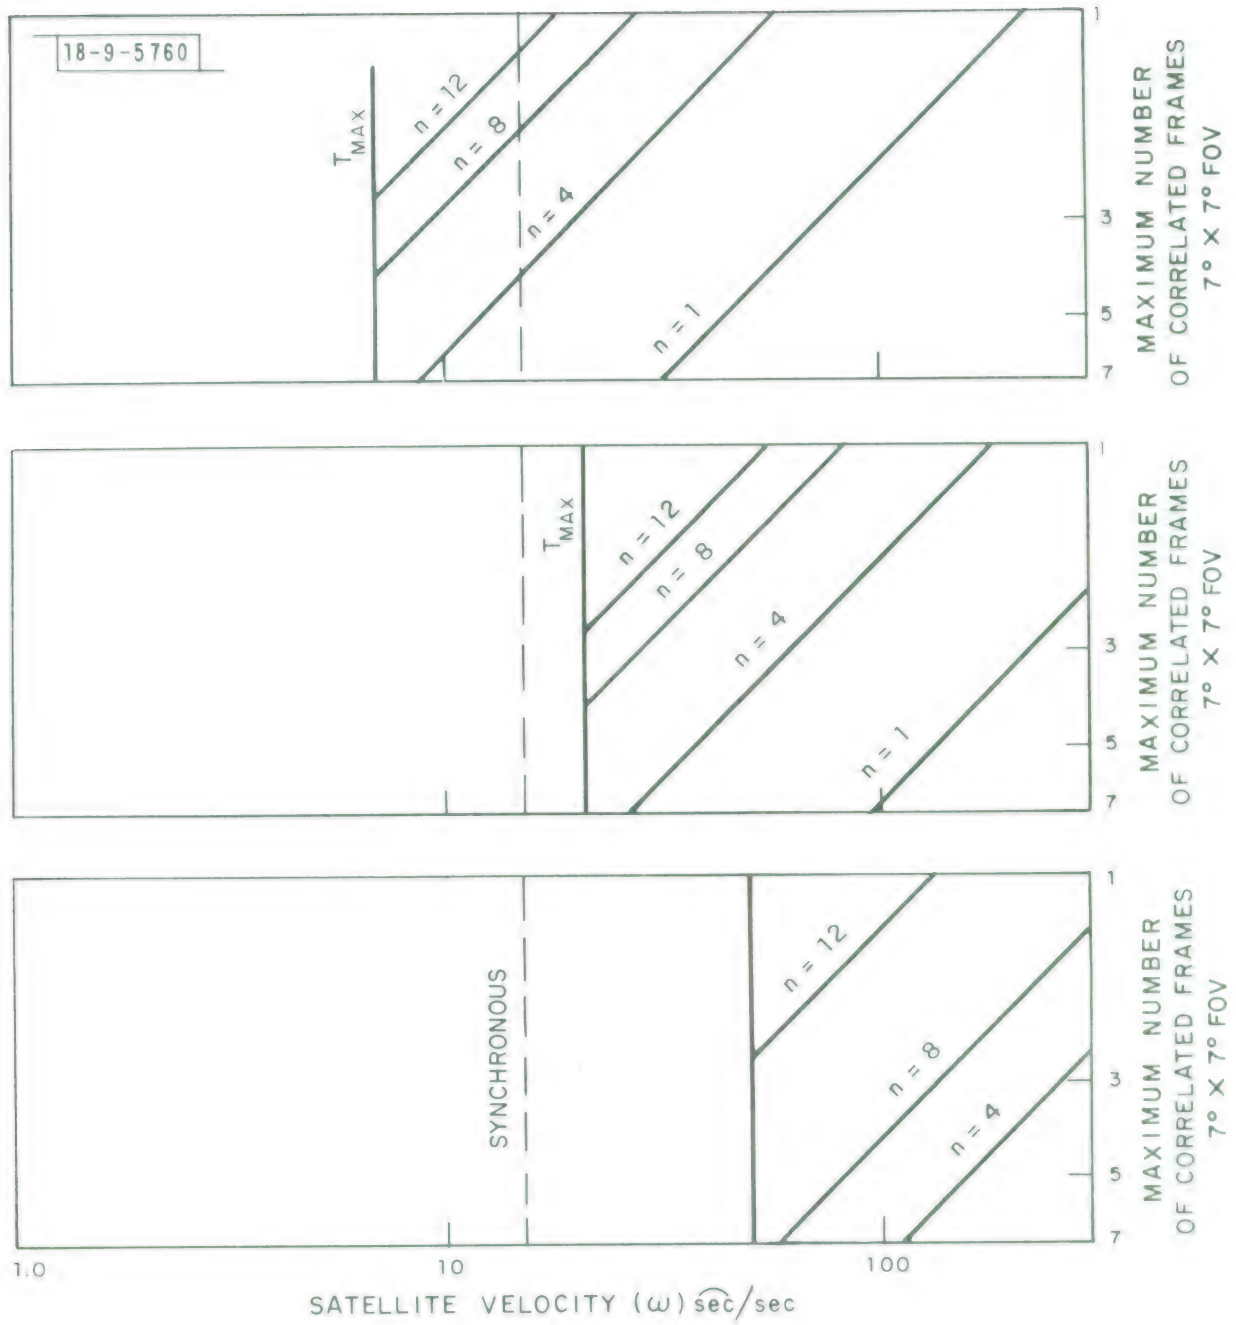 18-9-5760
T MAX
n = 12
n = 8
n = 4
n = 1
1
3
5
7
MAXIMUM NUMBER
OF CORRELATED FRAMES
7° X 7° FOV
T MAX
n = 12
n = 8
n = 4
n = 1
1
3
5
7
MAXIMUM NUMBER
OF CORRELATED FRAMES
7° X 7° FOV
SYNCHRONOUS
n = 12
n = 8
n = 4
1
3
5
7
MAXIMUM NUMBER
OF CORRELATED FRAMES
7° X 7° FOV
1.0
10
100
SATELLITE VELOCITY (ω) sec/sec